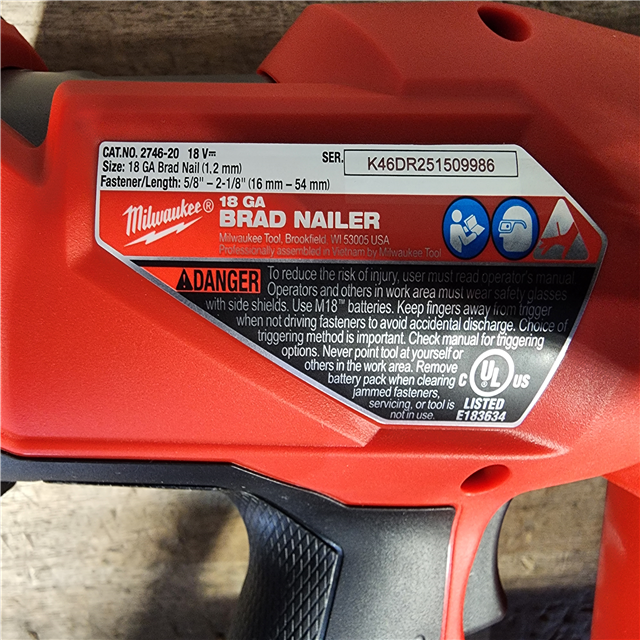 CAT.NO. 2746-20 18 V⎓
SER. K46DR251509986
Size: 18 GA Brad Nail (1,2 mm)
Fastener/Length: 5/8" – 2-1/8" (16 mm – 54 mm)
Milwaukee®
18 GA
BRAD NAILER
Milwaukee Tool, Brookfield, WI 53005 USA
Professionally assembled in Vietnam by Milwaukee Tool
DANGER To reduce the risk of injury, user must read operator's manual.
Operators and others in work area must wear safety glasses
with side shields. Use M18™ batteries. Keep fingers away from trigger
when not driving fasteners to avoid accidental discharge. Choice of
triggering method is important. Check manual for triggering
options. Never point tool at yourself or
others in the work area. Remove
battery pack when clearing
jammed fasteners,
servicing, or tool is
not in use.
C UL US
LISTED
E183634